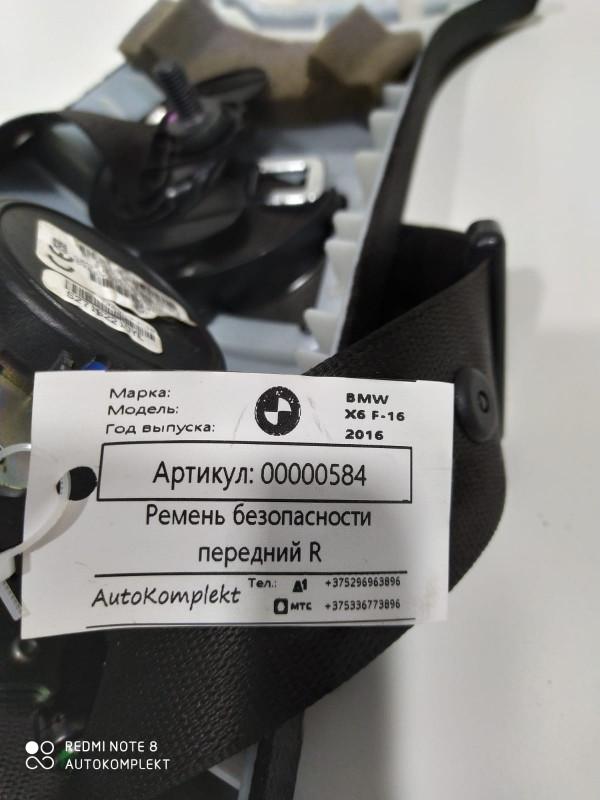 Марка: BMW
Модель: X6 F-16
Год выпуска: 2016
Артикул: 00000584
Ремень безопасности
передний R
AutoKomplekt Тел.: A1 +375296963896
МТС +375336773896
REDMI NOTE 8
AUTOKOMPLEKT